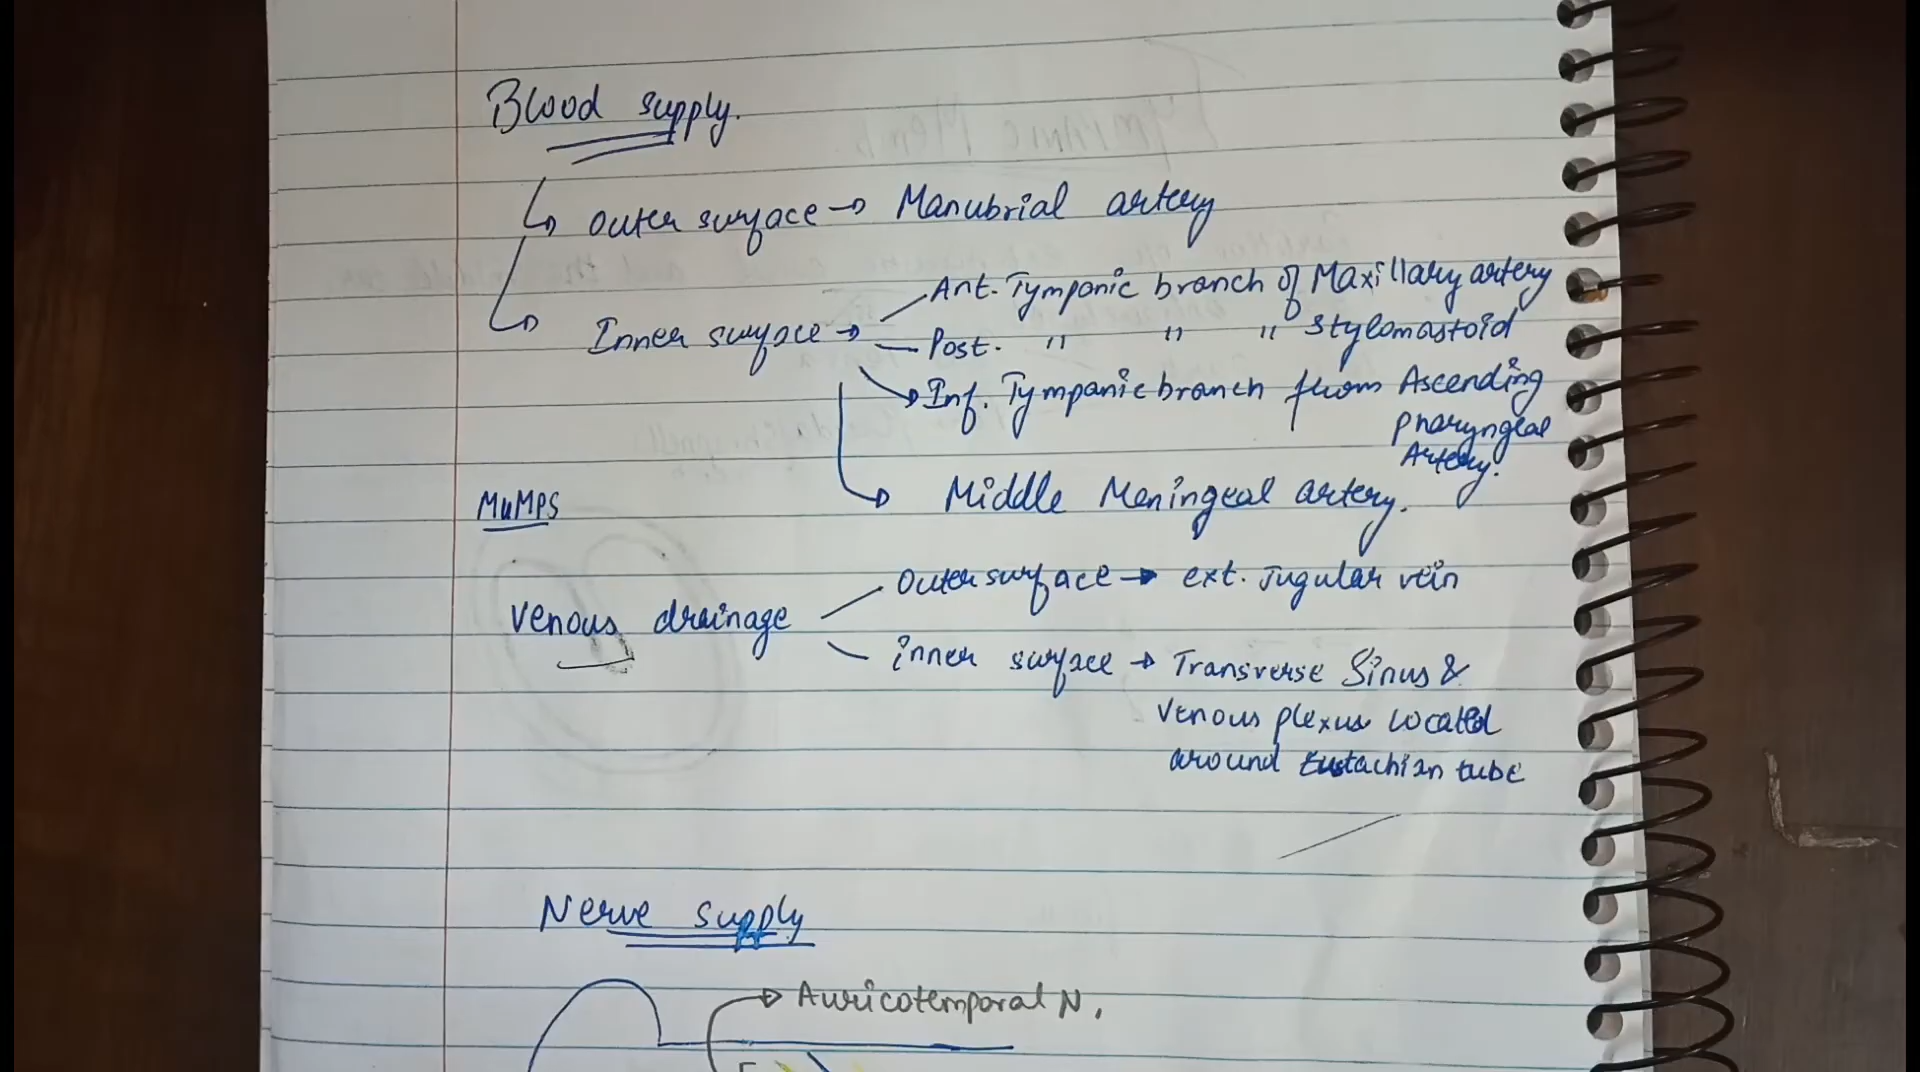 Blood supply.
outer surface → Manubrial artery
Inner surface →
Ant. Tympanic branch of Maxillary artery
Post. " " " stylomastoid
Inf. Tympanic branch from Ascending
pharyngeal
Artery.
Middle Meningeal artery.
MuMPS
Venous drainage
Outer surface → ext. Jugular vein
inner surface → Transverse Sinus &
Venous plexus located
around Eustachian tube
Nerve supply
→ Auricotemporal N.